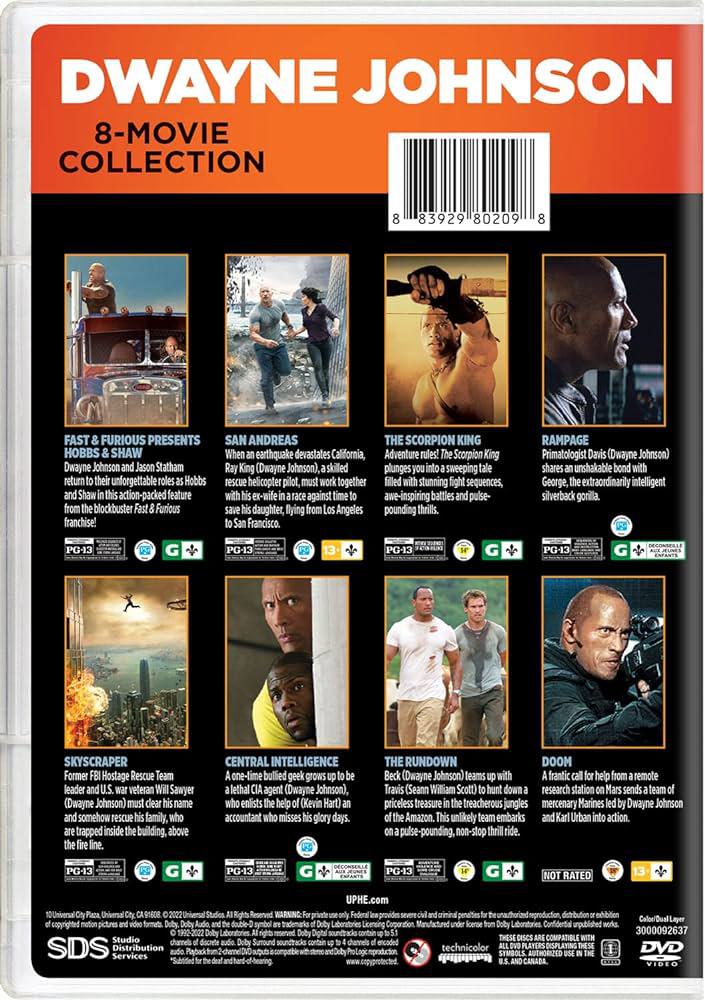 DWAYNE JOHNSON
8-MOVIE
COLLECTION
8 83929 80209 8
FAST & FURIOUS PRESENTS
HOBBS & SHAW
Dwayne Johnson and Jason Statham
return to their unforgettable roles as Hobbs
and Shaw in this action-packed feature
from the blockbuster Fast & Furious
franchise!
PG-13
PG
G
SAN ANDREAS
When an earthquake devastates California,
Ray King (Dwayne Johnson), a skilled
rescue helicopter pilot, must work together
with his ex-wife in a race against time to
save his daughter, flying from Los Angeles
to San Francisco.
PG-13
PG
13+
THE SCORPION KING
Adventure rules! The Scorpion King
plunges you into a sweeping tale
filled with stunning fight sequences,
awe-inspiring battles and pulse-
pounding thrills.
PG-13
INTENSE SEQUENCES
OF ACTION VIOLENCE
14A
G
RAMPAGE
Primatologist Davis (Dwayne Johnson)
shares an unshakable bond with
George, the extraordinarily intelligent
silverback gorilla.
PG-13
PG
G
DÉCONSEILLÉ
AUX JEUNES
ENFANTS
SKYSCRAPER
Former FBI Hostage Rescue Team
leader and U.S. war veteran Will Sawyer
(Dwayne Johnson) must clear his name
and somehow rescue his family, who
are trapped inside the building, above
the fire line.
PG-13
PG
G
CENTRAL INTELLIGENCE
A one-time bullied geek grows up to be
a lethal CIA agent (Dwayne Johnson),
who enlists the help of (Kevin Hart) an
accountant who misses his glory days.
PG-13
PG
G
DÉCONSEILLÉ
AUX JEUNES
ENFANTS
THE RUNDOWN
Beck (Dwayne Johnson) teams up with
Travis (Seann William Scott) to hunt down a
priceless treasure in the treacherous jungles
of the Amazon. This unlikely team embarks
on a pulse-pounding, non-stop thrill ride.
PG-13
ADVENTURE
VIOLENCE AND
SOME CRUDE
14A
G
DOOM
A frantic call for help from a remote
research station on Mars sends a team of
mercenary Marines led by Dwayne Johnson
and Karl Urban into action.
NOT RATED
18A
13+
UPHE.com
10 Universal City Plaza, Universal City, CA 91608. © 2022 Universal Studios. All Rights Reserved. WARNING: For private use only. Federal law provides severe civil and criminal penalties for the unauthorized reproduction, distribution or exhibition
of copyrighted motion pictures and video formats. Dolby, Dolby Audio, and the double-D symbol are trademarks of Dolby Laboratories Licensing Corporation. Manufactured under license from Dolby Laboratories. Confidential unpublished works.
© 1992-2022 Dolby Laboratories. All rights reserved. Dolby Digital soundtracks contain up to 5.1
channels of discrete audio. Dolby Surround soundtracks contain up to 4 channels of encoded
audio. Playback from 2-channel DVD outputs is compatible with stereo and Dolby Pro Logic reproduction.
*Subtitled for the deaf and hard-of-hearing.
www.copyprotected.
SDS Studio
Distribution
Services
technicolor
THESE DISCS ARE COMPATIBLE WITH
ALL DVD PLAYERS DISPLAYING THESE
SYMBOLS. AUTHORIZED USE IN THE
U.S. AND CANADA.
Color/Dual Layer
3000092637
DVD
VIDEO